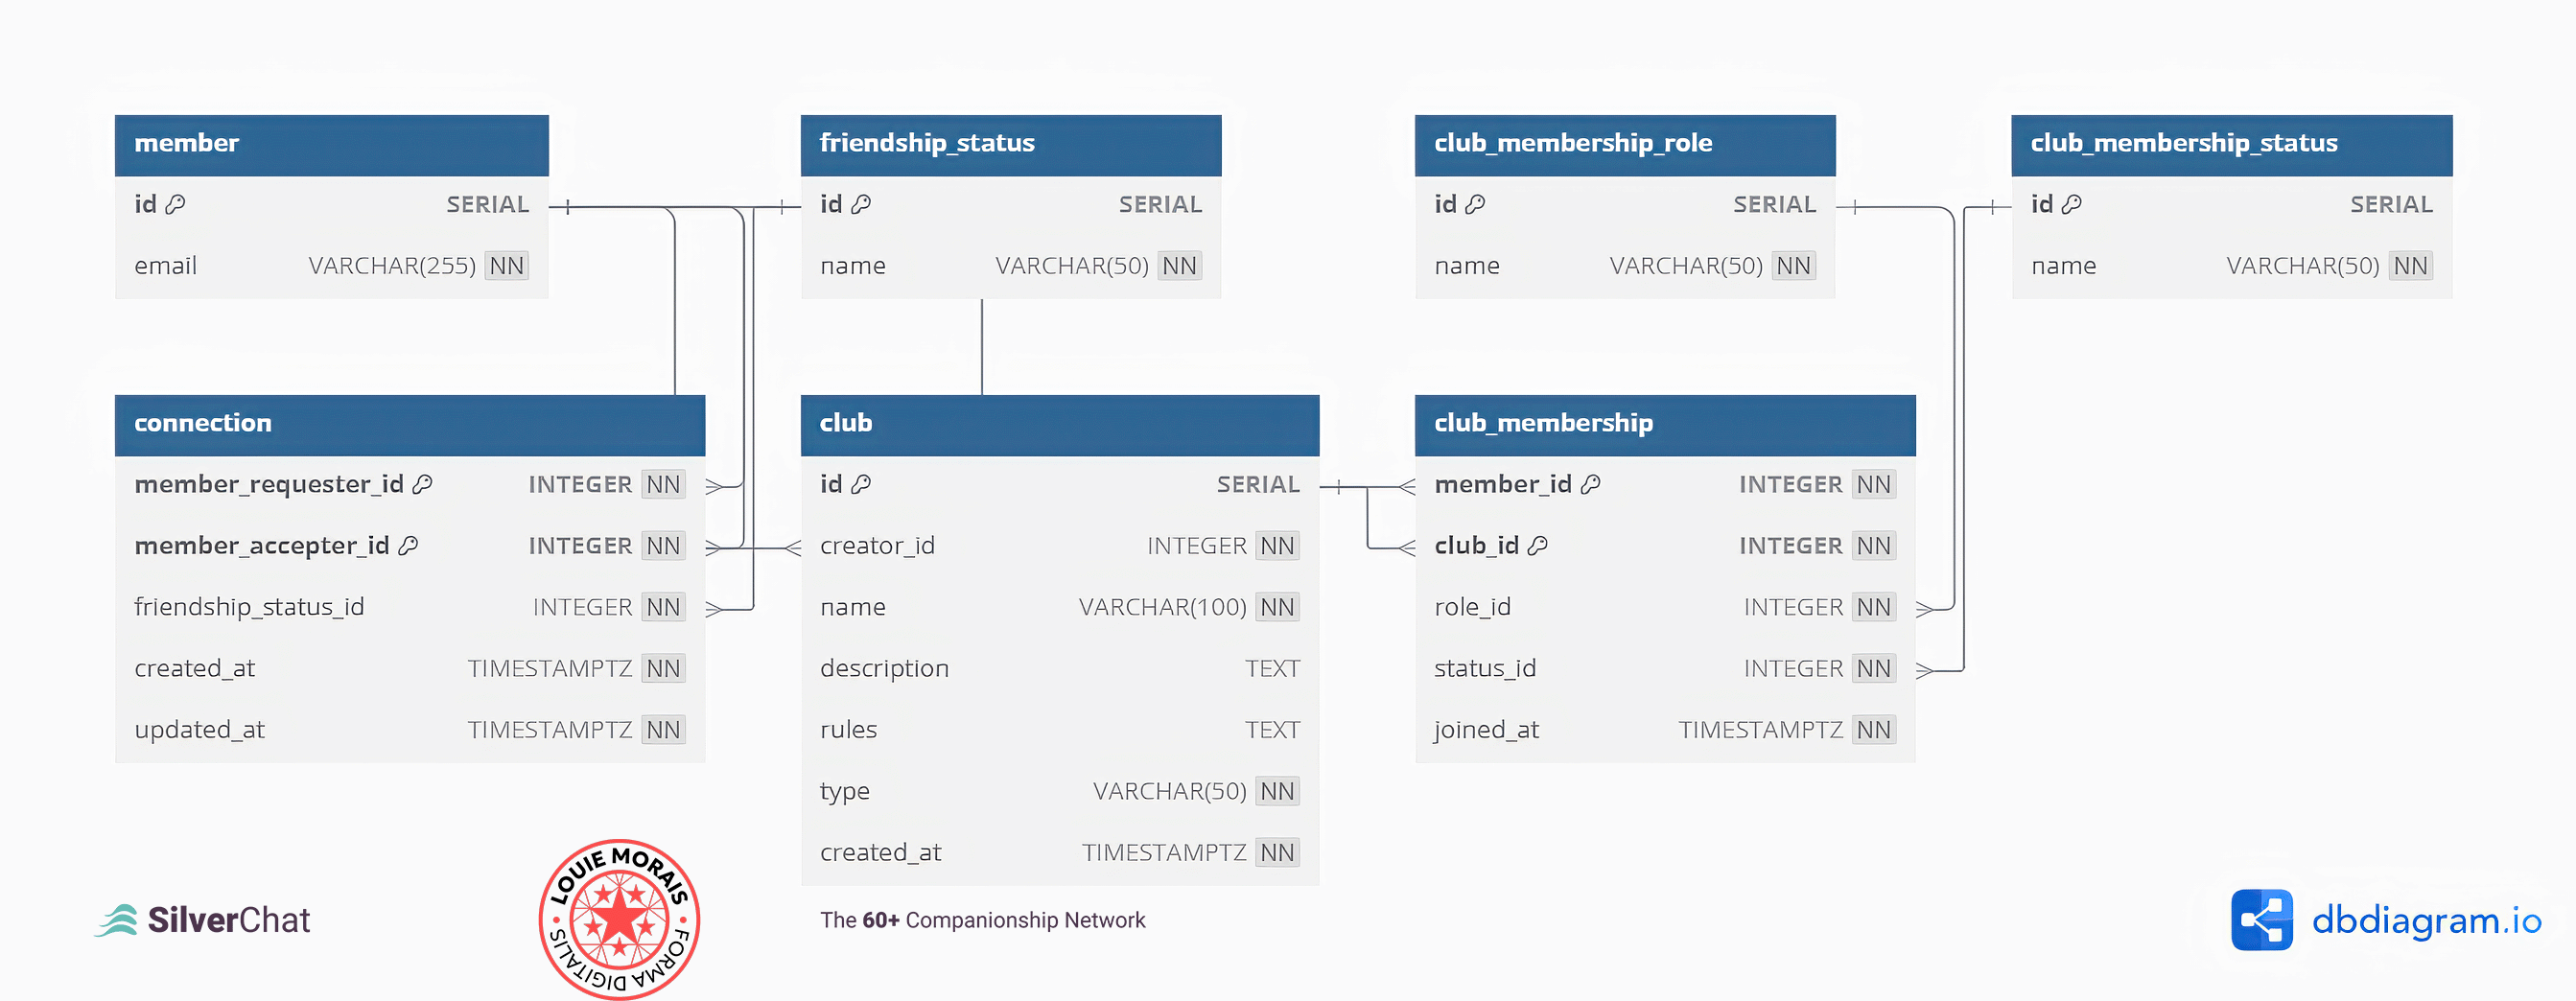 member
id SERIAL
email VARCHAR(255) NN
friendship_status
id SERIAL
name VARCHAR(50) NN
club_membership_role
id SERIAL
name VARCHAR(50) NN
club_membership_status
id SERIAL
name VARCHAR(50) NN
connection
member_requester_id INTEGER NN
member_accepter_id INTEGER NN
friendship_status_id INTEGER NN
created_at TIMESTAMPTZ NN
updated_at TIMESTAMPTZ NN
club
id SERIAL
creator_id INTEGER NN
name VARCHAR(100) NN
description TEXT
rules TEXT
type VARCHAR(50) NN
created_at TIMESTAMPTZ NN
club_membership
member_id INTEGER NN
club_id INTEGER NN
role_id INTEGER NN
status_id INTEGER NN
joined_at TIMESTAMPTZ NN
SilverChat
LOUIE MORAIS
FORMA DIGITALIS
The 60+ Companionship Network
dbdiagram.io